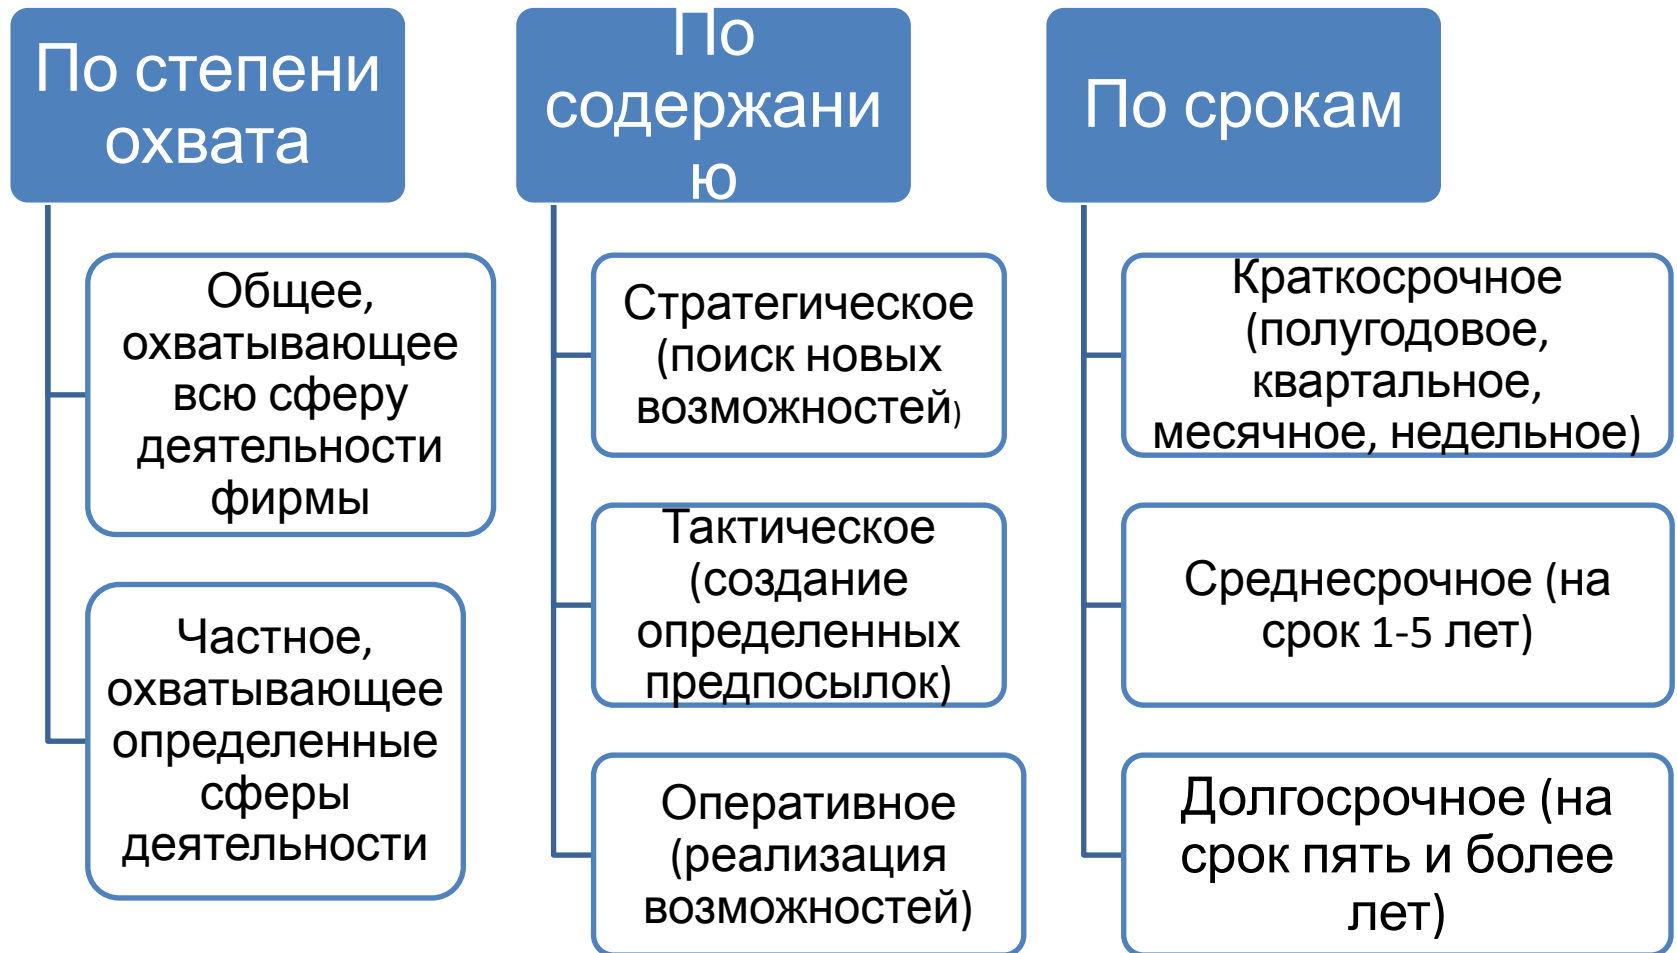 По степени
охвата
Общее,
охватывающее
всю сферу
деятельности
фирмы
Частное,
охватывающее
определенные
сферы
деятельности
По
содержани
ю
Стратегическое
(поиск новых
возможностей)
Тактическое
(создание
определенных
предпосылок)
Оперативное
(реализация
возможностей)
По срокам
Краткосрочное
(полугодовое,
квартальное,
месячное, недельное)
Среднесрочное (на
срок 1-5 лет)
Долгосрочное (на
срок пять и более
лет)